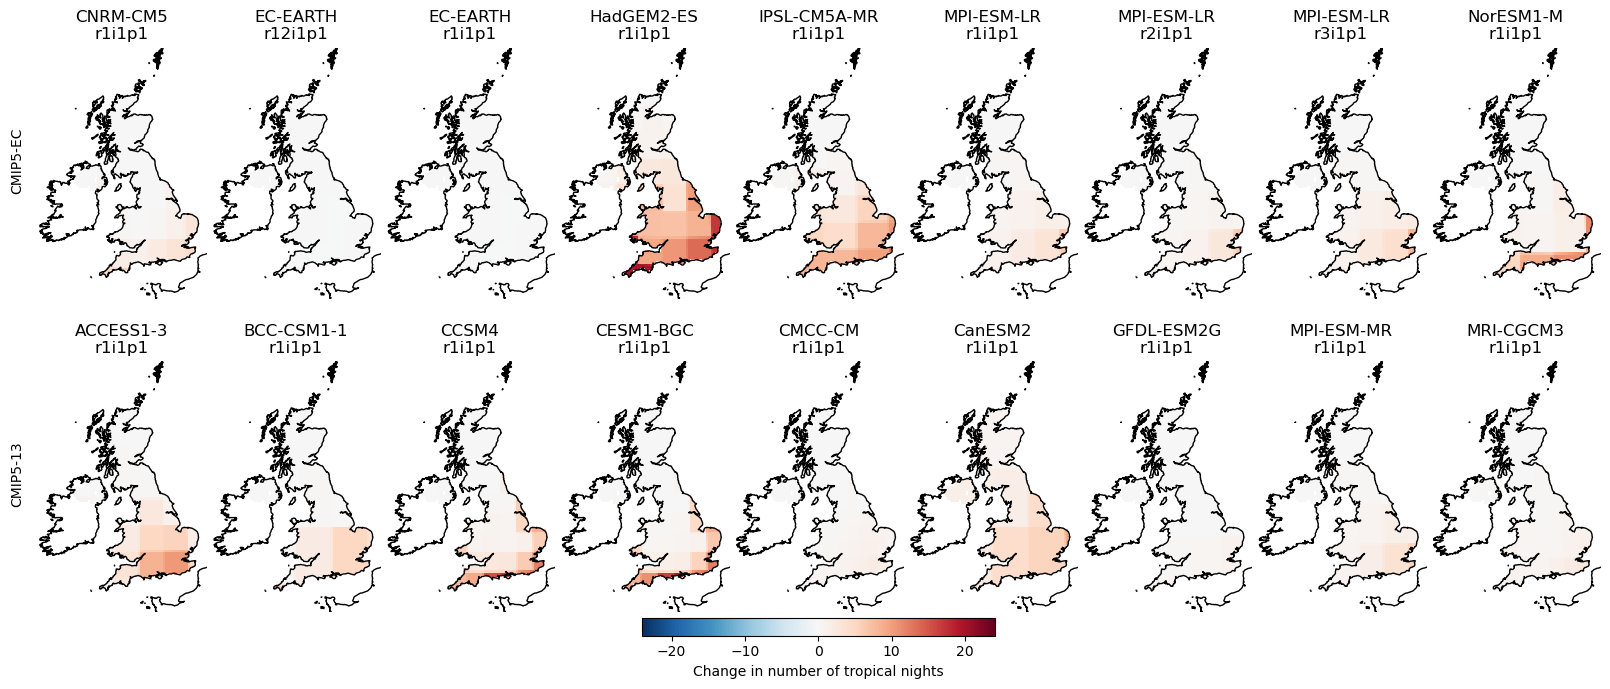 CNRM-CM5 EC-EARTH EC-EARTH HadGEM2-ES IPSL-CM5A-MR MPI-ESM-LR MPI-ESM-LR MPI-ESM-LR NorESM1-M
r1i1p1 r12i1p1 r1i1p1 r1i1p1 r1i1p1 r1i1p1 r2i1p1 r3i1p1 r1i1p1
CMIP5-EC
ACCESS1-3 BCC-CSM1-1 CCSM4 CESM1-BGC CMCC-CM CanESM2 GFDL-ESM2G MPI-ESM-MR MRI-CGCM3
r1i1p1 r1i1p1 r1i1p1 r1i1p1 r1i1p1 r1i1p1 r1i1p1 r1i1p1 r1i1p1
CMIP5-13
−20 −10 0 10 20
Change in number of tropical nights